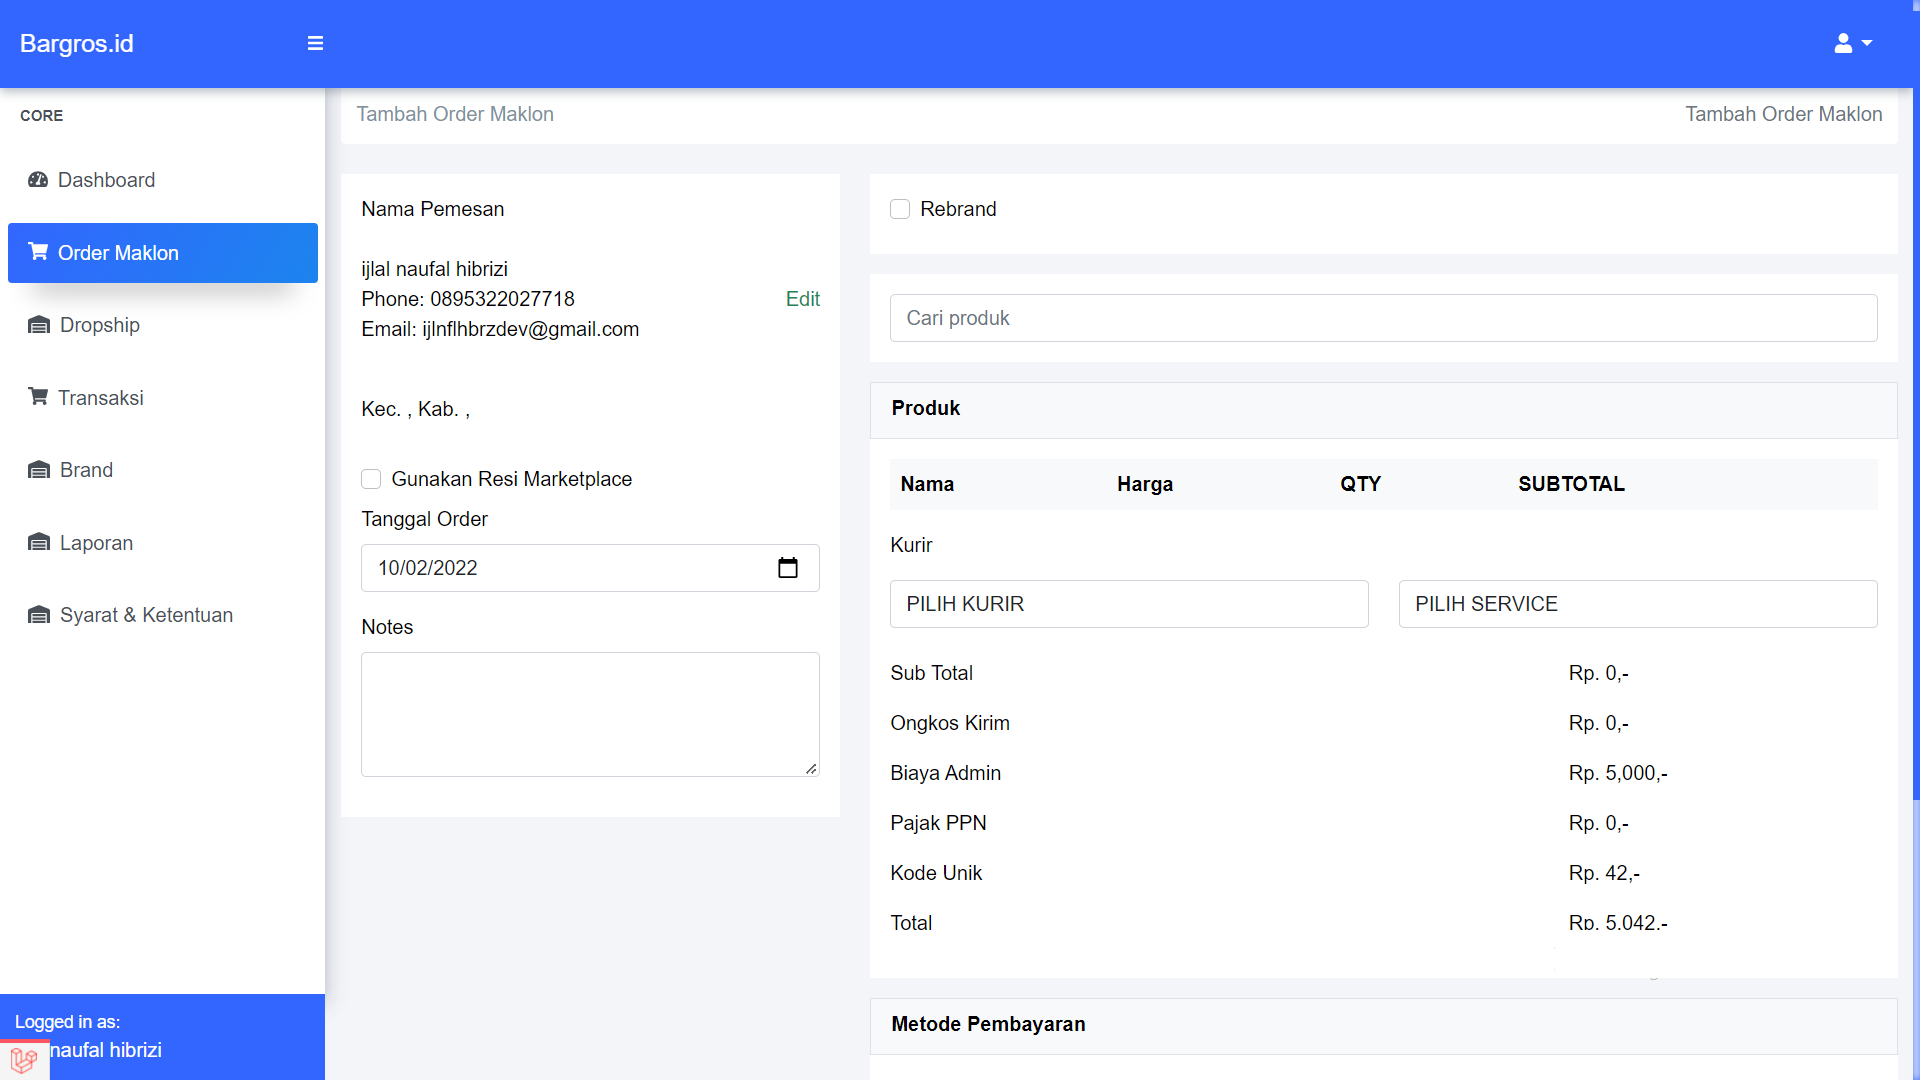 Bargros.id
CORE
Dashboard
Order Maklon
Dropship
Transaksi
Brand
Laporan
Syarat & Ketentuan
Logged in as:
naufal hibrizi
Tambah Order Maklon
Tambah Order Maklon
Nama Pemesan
ijlal naufal hibrizi
Phone: 0895322027718
Edit
Email: ijlnflhbrzdev@gmail.com
Kec. , Kab. ,
Gunakan Resi Marketplace
Tanggal Order
10/02/2022
Notes
Rebrand
Cari produk
Produk
Nama Harga QTY SUBTOTAL
Kurir
PILIH KURIR PILIH SERVICE
Sub Total Rp. 0,-
Ongkos Kirim Rp. 0,-
Biaya Admin Rp. 5,000,-
Pajak PPN Rp. 0,-
Kode Unik Rp. 42,-
Total Rp. 5,042,-
Metode Pembayaran